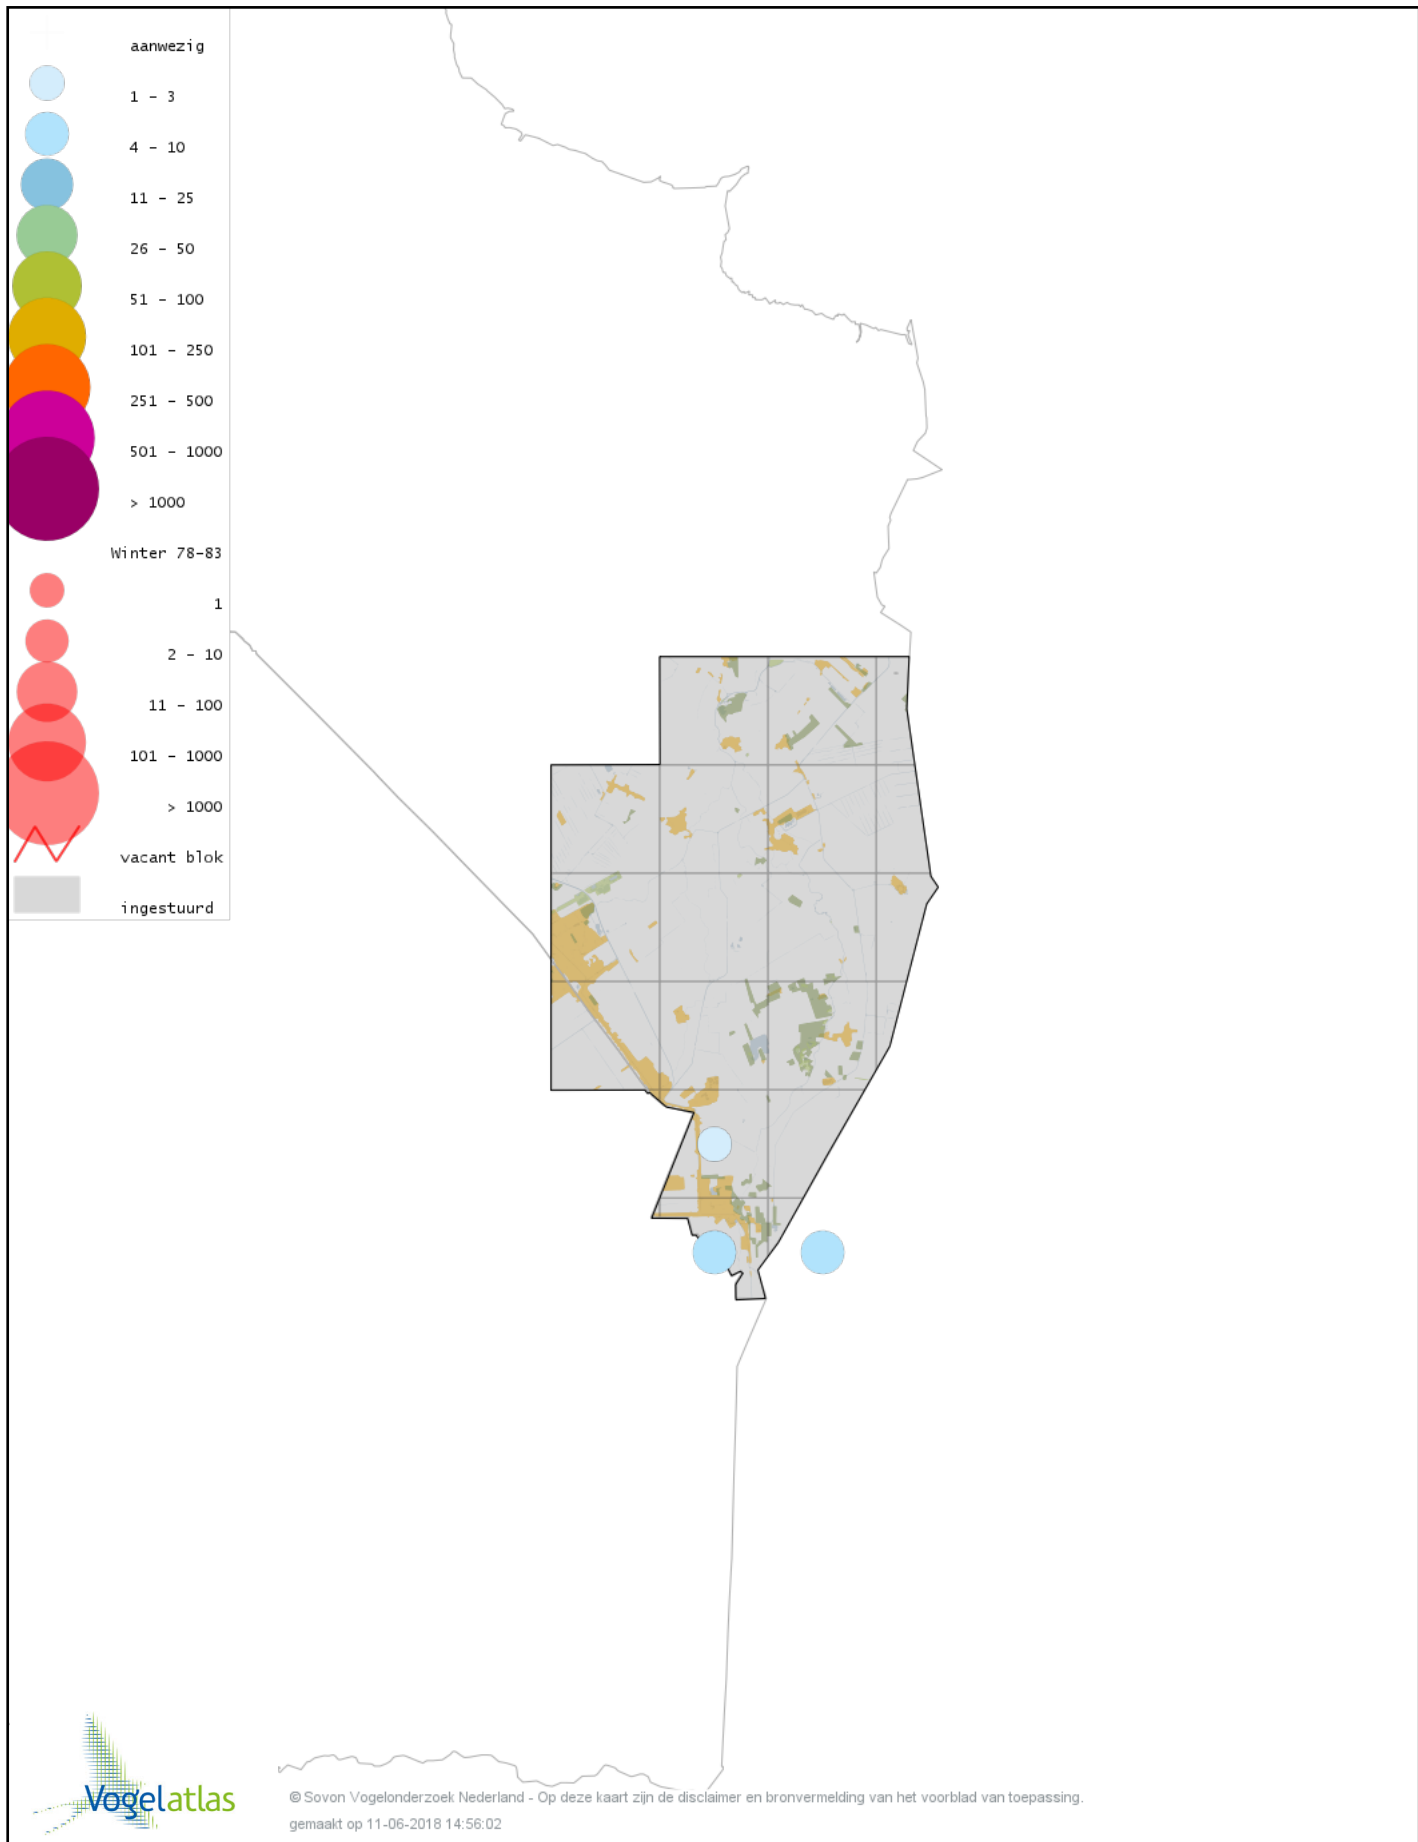 aanwezig
1 - 3
4 - 10
11 - 25
26 - 50
51 - 100
101 - 250
251 - 500
501 - 1000
> 1000
Winter 78-83
1
2 - 10
11 - 100
101 - 1000
> 1000
vacant blok
ingestuurd
Vogelatlas
© Sovon Vogelonderzoek Nederland - Op deze kaart zijn de disclaimer en bronvermelding van het voorblad van toepassing.
gemaakt op 11-06-2018 14:56:02